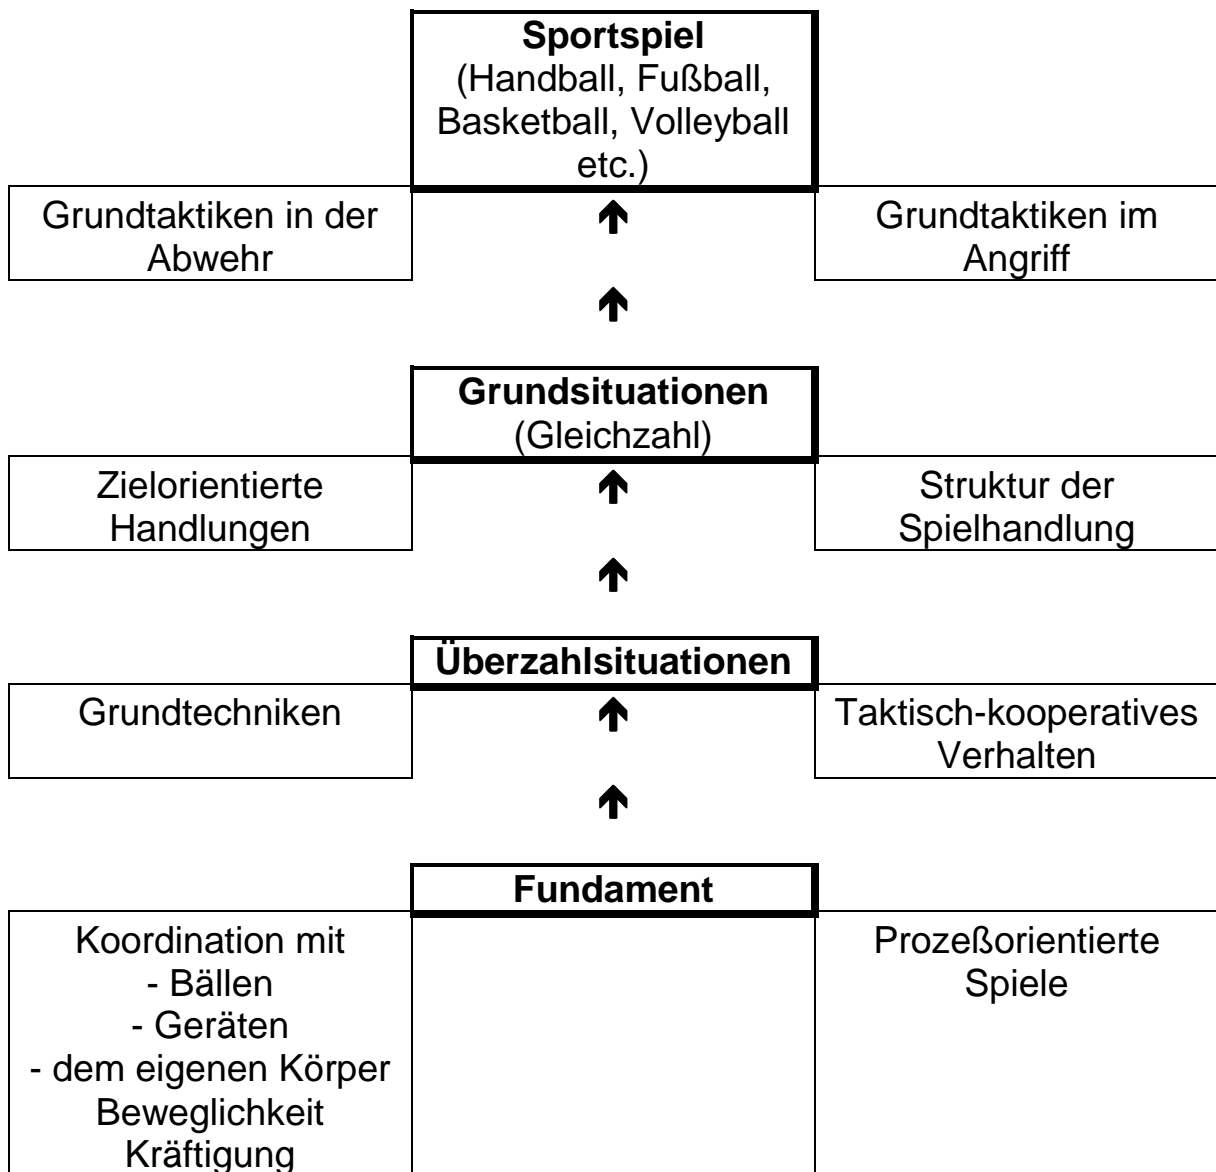 Sportspiel
(Handball, Fußball,
Basketball, Volleyball
etc.)
Grundtaktiken in der
Abwehr
Grundtaktiken im
Angriff
Grundsituationen
(Gleichzahl)
Zielorientierte
Handlungen
Struktur der
Spielhandlung
Überzahlsituationen
Grundtechniken
Taktisch-kooperatives
Verhalten
Fundament
Koordination mit
- Bällen
- Geräten
- dem eigenen Körper
Beweglichkeit
Kräftigung
Prozeßorientierte
Spiele